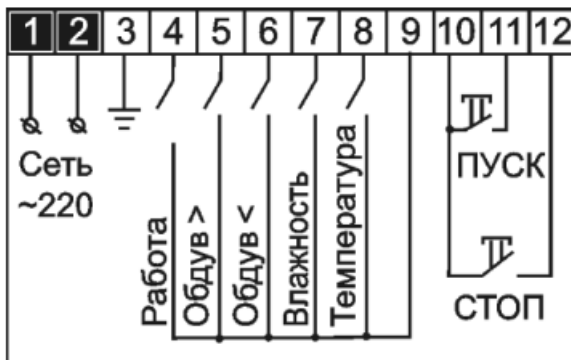 1 2 3 4 5 6 7 8 9 10 11 12
Сеть
~220
Работа
Обдув >
Обдув <
Влажность
Температура
ПУСК
СТОП